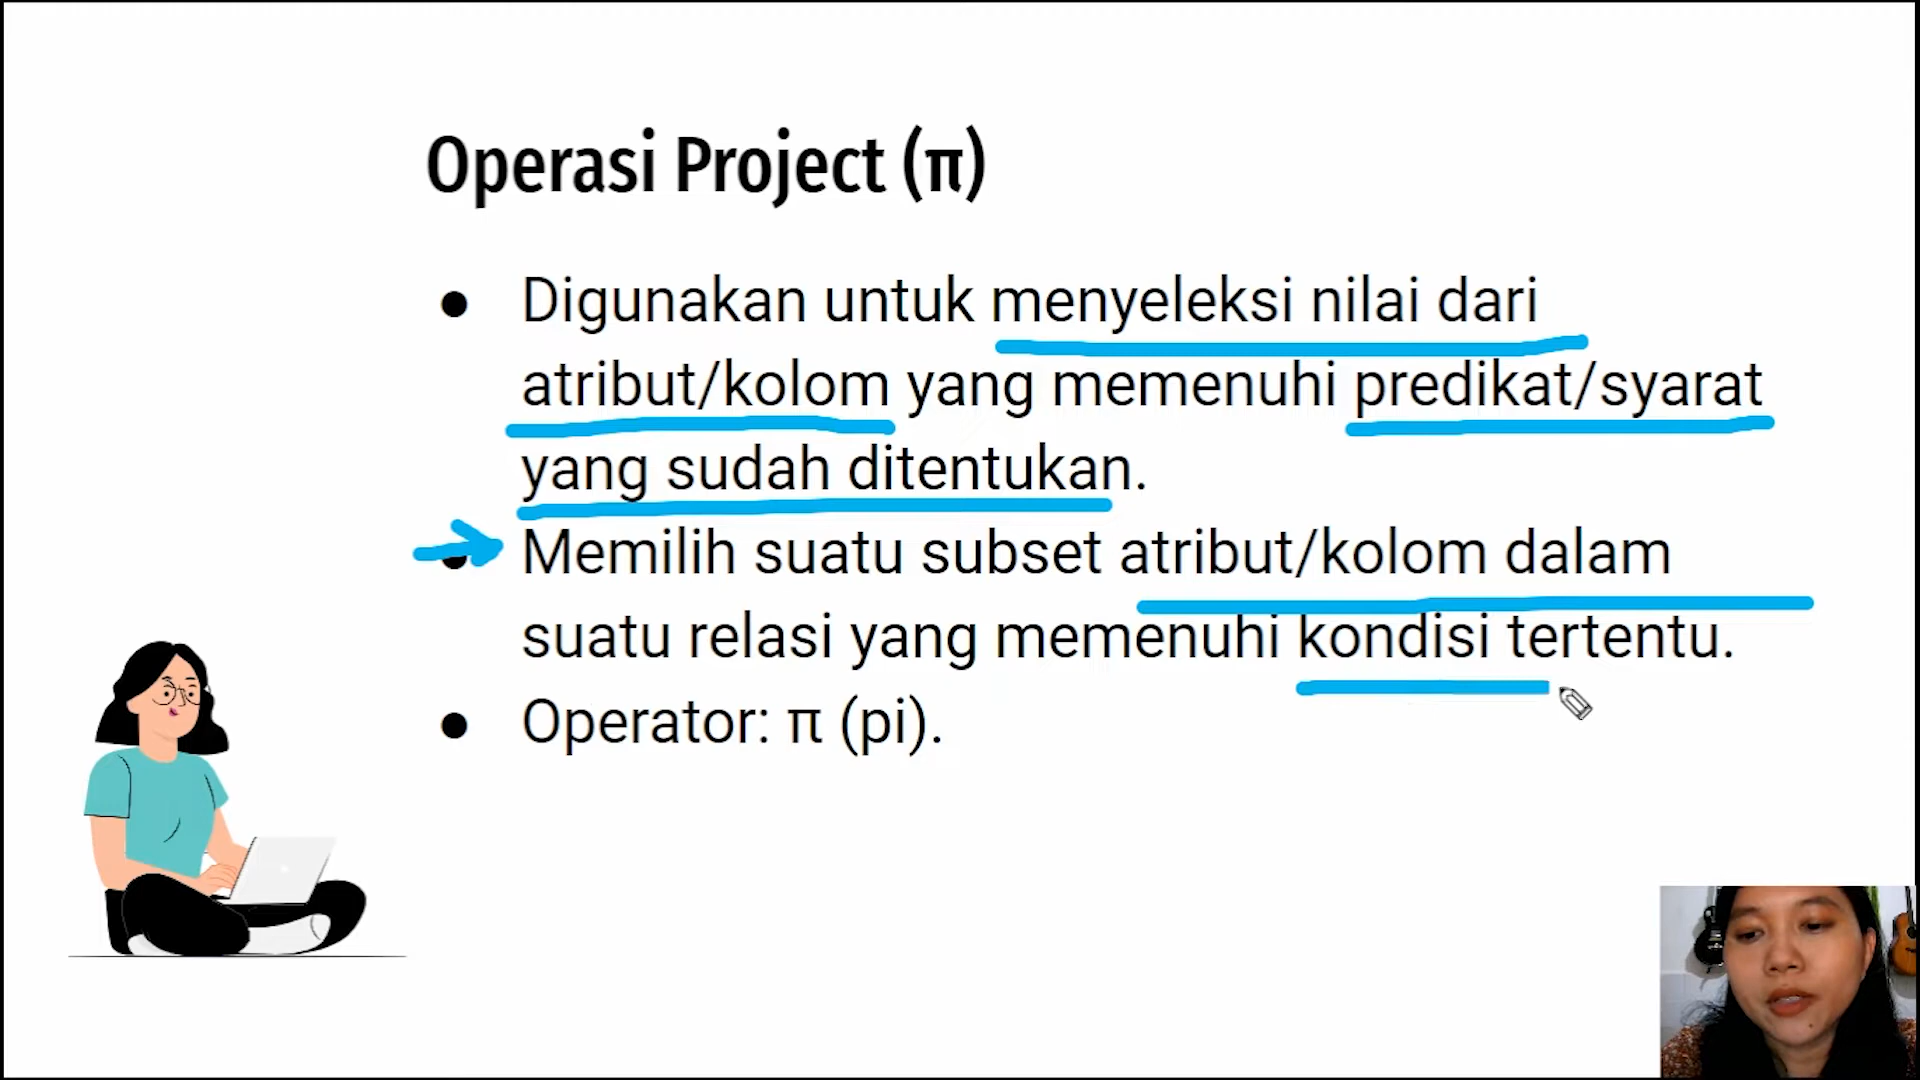 Operasi Project (π)
● Digunakan untuk menyeleksi nilai dari
atribut/kolom yang memenuhi predikat/syarat
yang sudah ditentukan.
● Memilih suatu subset atribut/kolom dalam
suatu relasi yang memenuhi kondisi tertentu.
● Operator: π (pi).